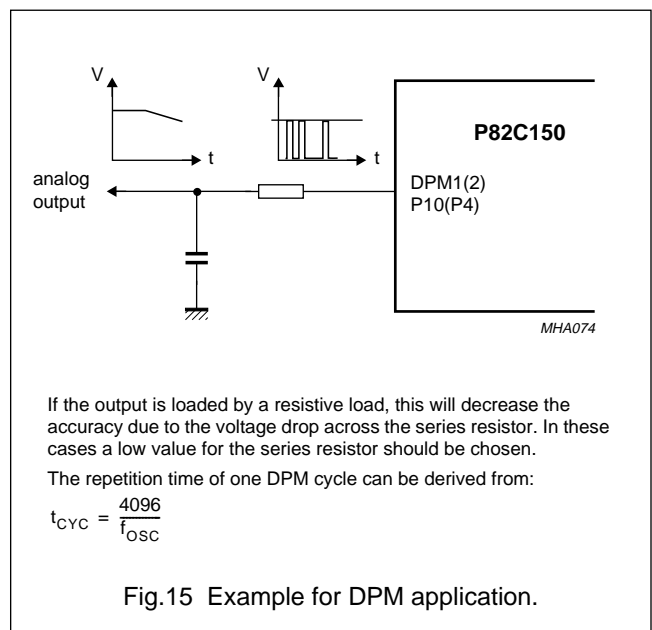 V
V
P82C150
t
t
analog
output
DPM1(2)
P10(P4)
MHA074
If the output is loaded by a resistive load, this will decrease the
accuracy due to the voltage drop across the series resistor. In these
cases a low value for the series resistor should be chosen.
The repetition time of one DPM cycle can be derived from:
tCYC = 4096
fOSC
Fig.15 Example for DPM application.